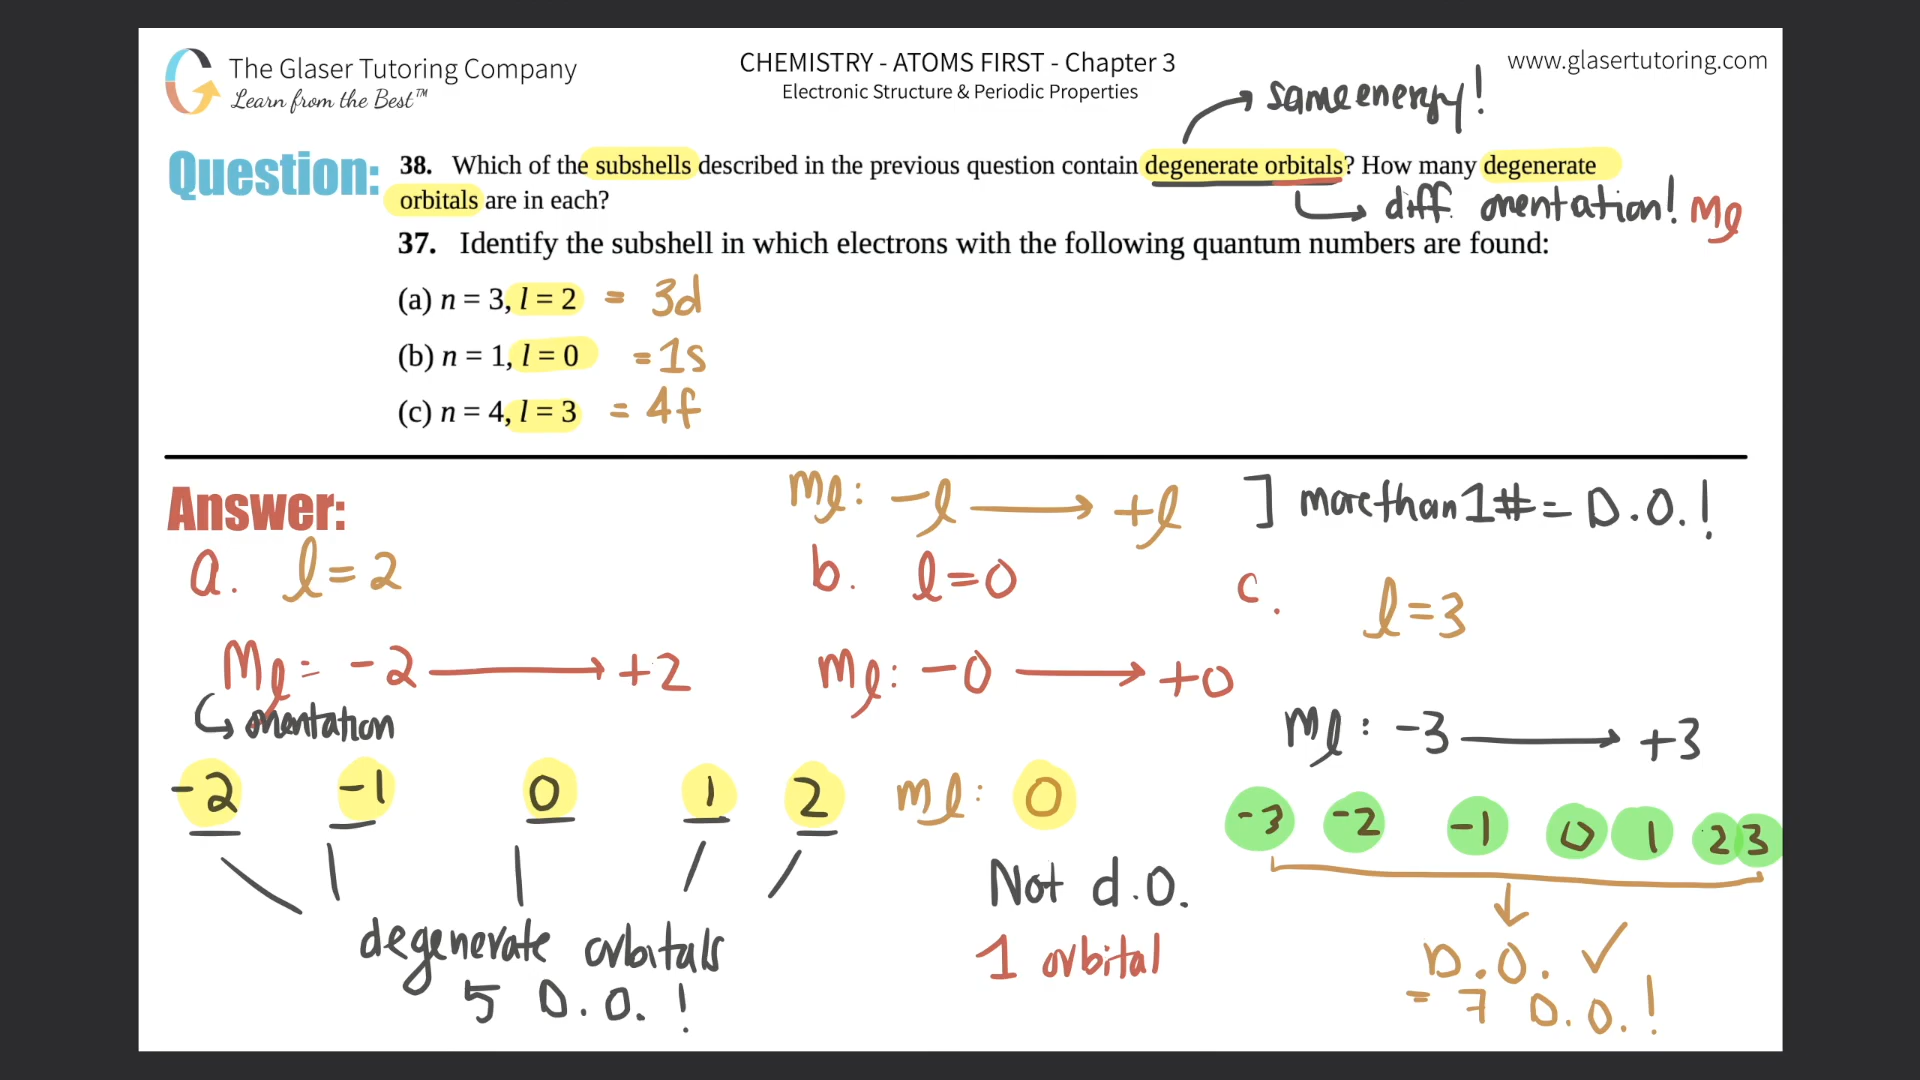 The Glaser Tutoring Company
Learn from the Best™
CHEMISTRY - ATOMS FIRST - Chapter 3
Electronic Structure & Periodic Properties
www.glasertutoring.com
same energy!
Question:
38. Which of the subshells described in the previous question contain degenerate orbitals? How many degenerate
orbitals are in each?
diff. orientation! Mℓ
37. Identify the subshell in which electrons with the following quantum numbers are found:
(a) n = 3, l = 2 = 3d
(b) n = 1, l = 0 = 1s
(c) n = 4, l = 3 = 4f
Answer:
mℓ: -ℓ → +ℓ ] more than 1 # = D.O.!
a. ℓ = 2
Mℓ = -2 → +2
↳ orientation
-2 -1 0 1 2
degenerate orbitals
5 D.O. !
b. ℓ = 0
mℓ: -0 → +0
mℓ: 0
Not d.O.
1 orbital
c. ℓ = 3
mℓ: -3 → +3
-3 -2 -1 0 1 2 3
D.O. ✓
= 7 D.O. !